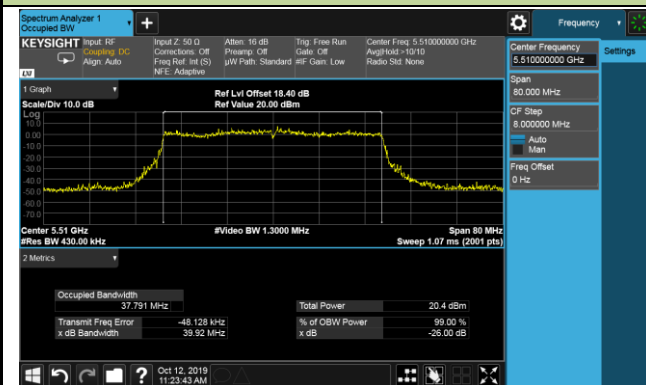 Spectrum Analyzer 1
Occupied BW
+
Frequency
KEYSIGHT
Input: RF
Coupling: DC
Align: Auto
Input Z: 50 Ω
Corrections: Off
Freq Ref: Int (S)
NFE: Adaptive
Atten: 16 dB
Preamp: Off
µW Path: Standard
Trig: Free Run
Gate: Off
#IF Gain: Low
Center Freq: 5.510000000 GHz
Avg|Hold:>10/10
Radio Std: None
Center Frequency
5.510000000 GHz
Settings
Span
80.000 MHz
CF Step
8.000000 MHz
Auto
Man
Freq Offset
0 Hz
1 Graph
Scale/Div 10.0 dB
Ref Lvl Offset 18.40 dB
Ref Value 20.00 dBm
Log
10.0
0.00
-10.0
-20.0
-30.0
-40.0
-50.0
-60.0
-70.0
Center 5.51 GHz
#Res BW 430.00 kHz
#Video BW 1.3000 MHz
Span 80 MHz
Sweep 1.07 ms (2001 pts)
2 Metrics
Occupied Bandwidth
37.791 MHz
Total Power 20.4 dBm
Transmit Freq Error -48.128 kHz
% of OBW Power 99.00 %
x dB Bandwidth 39.92 MHz
x dB -26.00 dB
?
Oct 12, 2019
11:23:43 AM